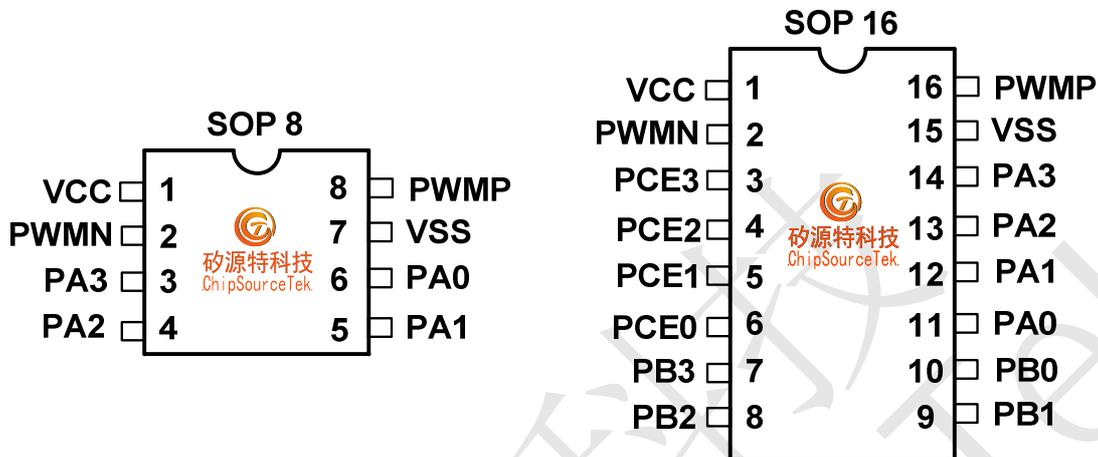 SOP 8
VCC 1 8 PWMP
PWMN 2 7 VSS
PA3 3 6 PA0
PA2 4 5 PA1
矽源特科技
ChipSourceTek.
SOP 16
VCC 1 16 PWMP
PWMN 2 15 VSS
PCE3 3 14 PA3
PCE2 4 13 PA2
PCE1 5 12 PA1
PCE0 6 11 PA0
PB3 7 10 PB0
PB2 8 9 PB1
矽源特科技
ChipSourceTek.
科技
Tel